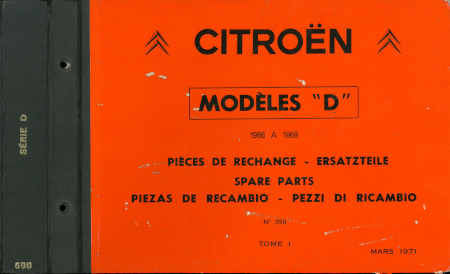 CITROËN
MODÈLES "D"
1966 A 1969
PIÈCES DE RECHANGE - ERSATZTEILE
SPARE PARTS
PIEZAS DE RECAMBIO - PEZZI DI RICAMBIO
N° 598
TOME I
MARS 1971
SÉRIE D
598